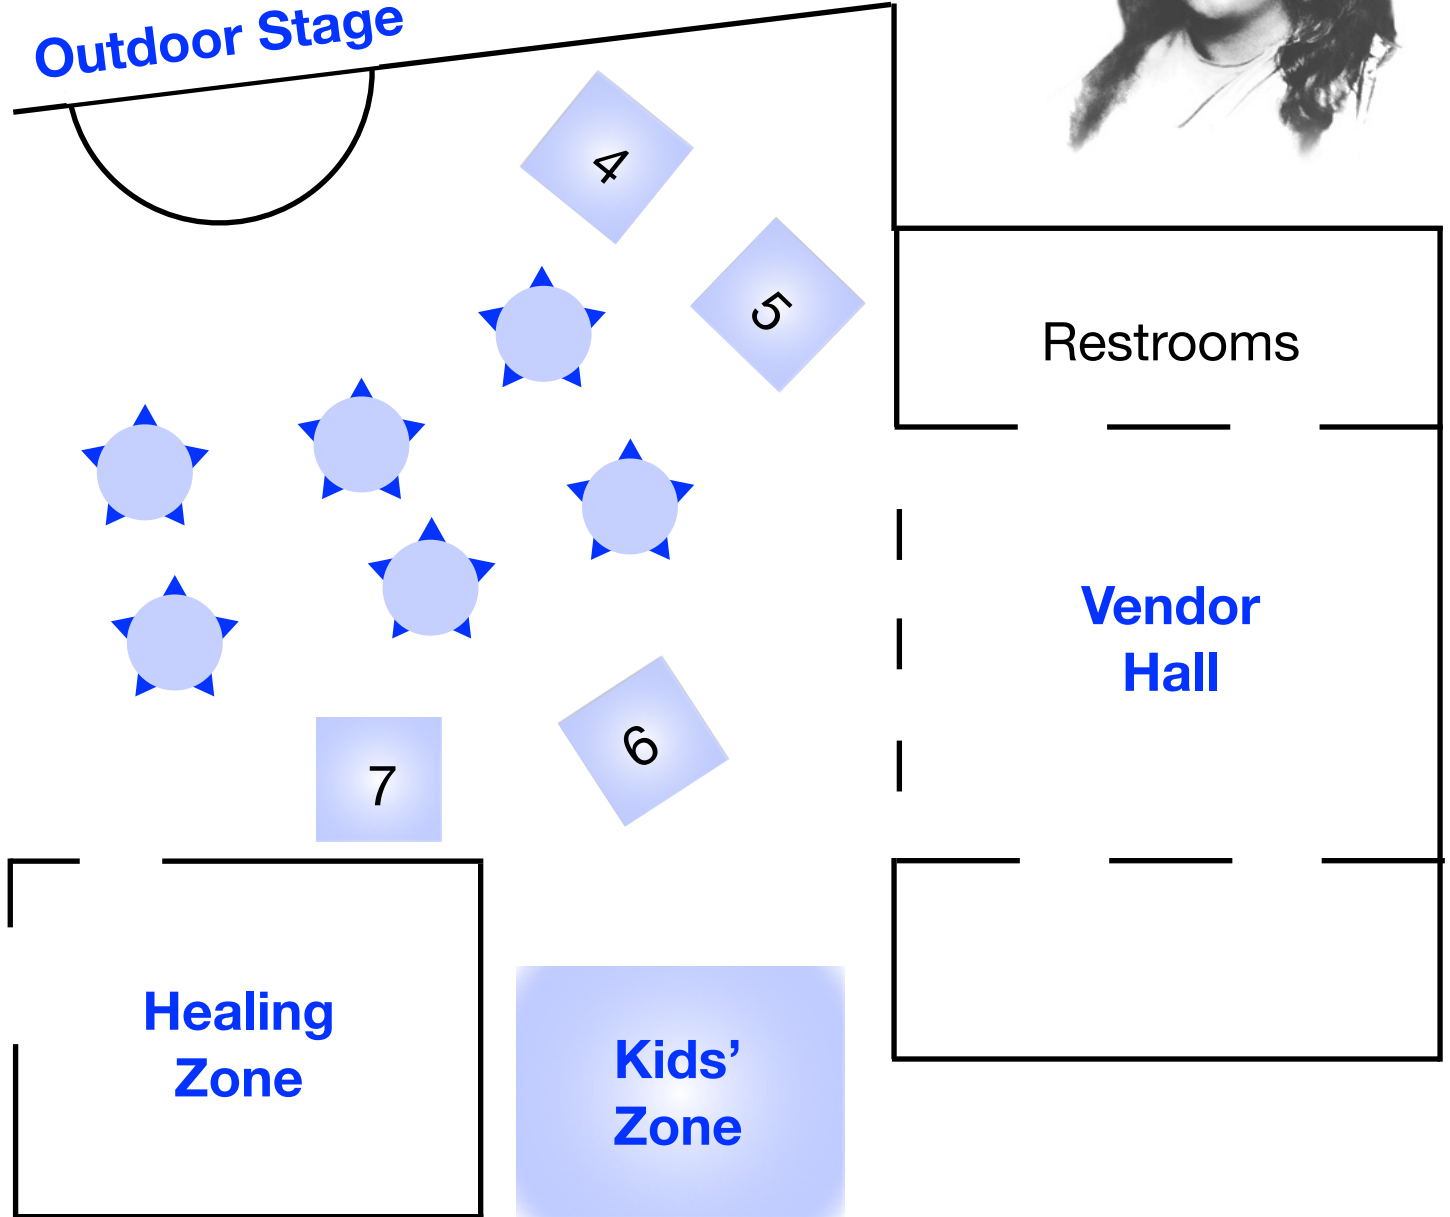 Outdoor Stage
4
5
Restrooms
Vendor
Hall
6
7
Healing
Zone
Kids’
Zone